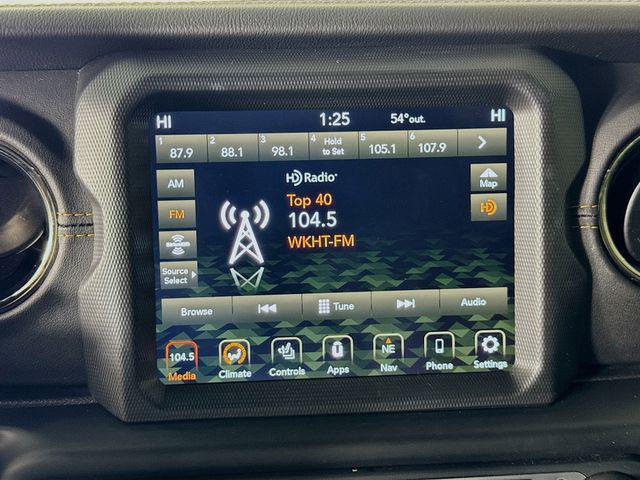 HI 1:25 54°out. HI
1 87.9 2 88.1 3 98.1 4 Hold to Set 5 105.1 6 107.9
AM
HD Radio
Map
FM
Top 40
HD
104.5
SiriusXM
WKHT-FM
Source
Select
Browse Tune Audio
104.5 NE
Media Climate Controls Apps Nav Phone Settings